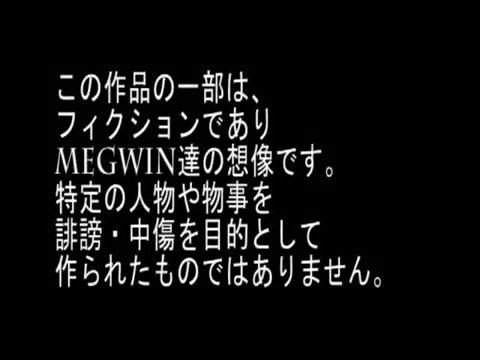 この作品の一部は、
フィクションであり
MEGWIN達の想像です。
特定の人物や物事を
誹謗・中傷を目的として
作られたものではありません。